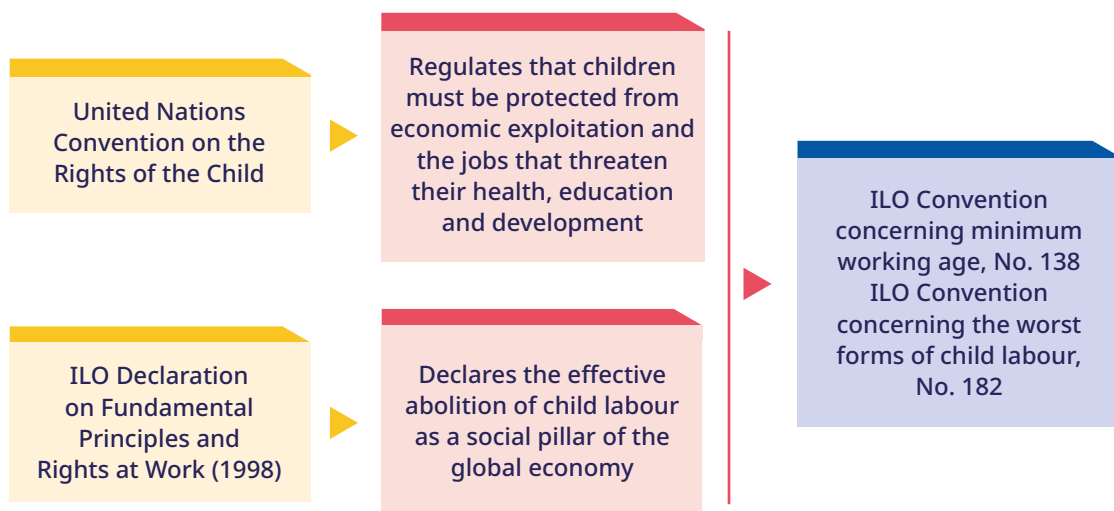 United Nations
Convention on the
Rights of the Child
Regulates that children
must be protected from
economic exploitation and
the jobs that threaten
their health, education
and development
ILO Declaration
on Fundamental
Principles and
Rights at Work (1998)
Declares the effective
abolition of child labour
as a social pillar of the
global economy
ILO Convention
concerning minimum
working age, No. 138
ILO Convention
concerning the worst
forms of child labour,
No. 182